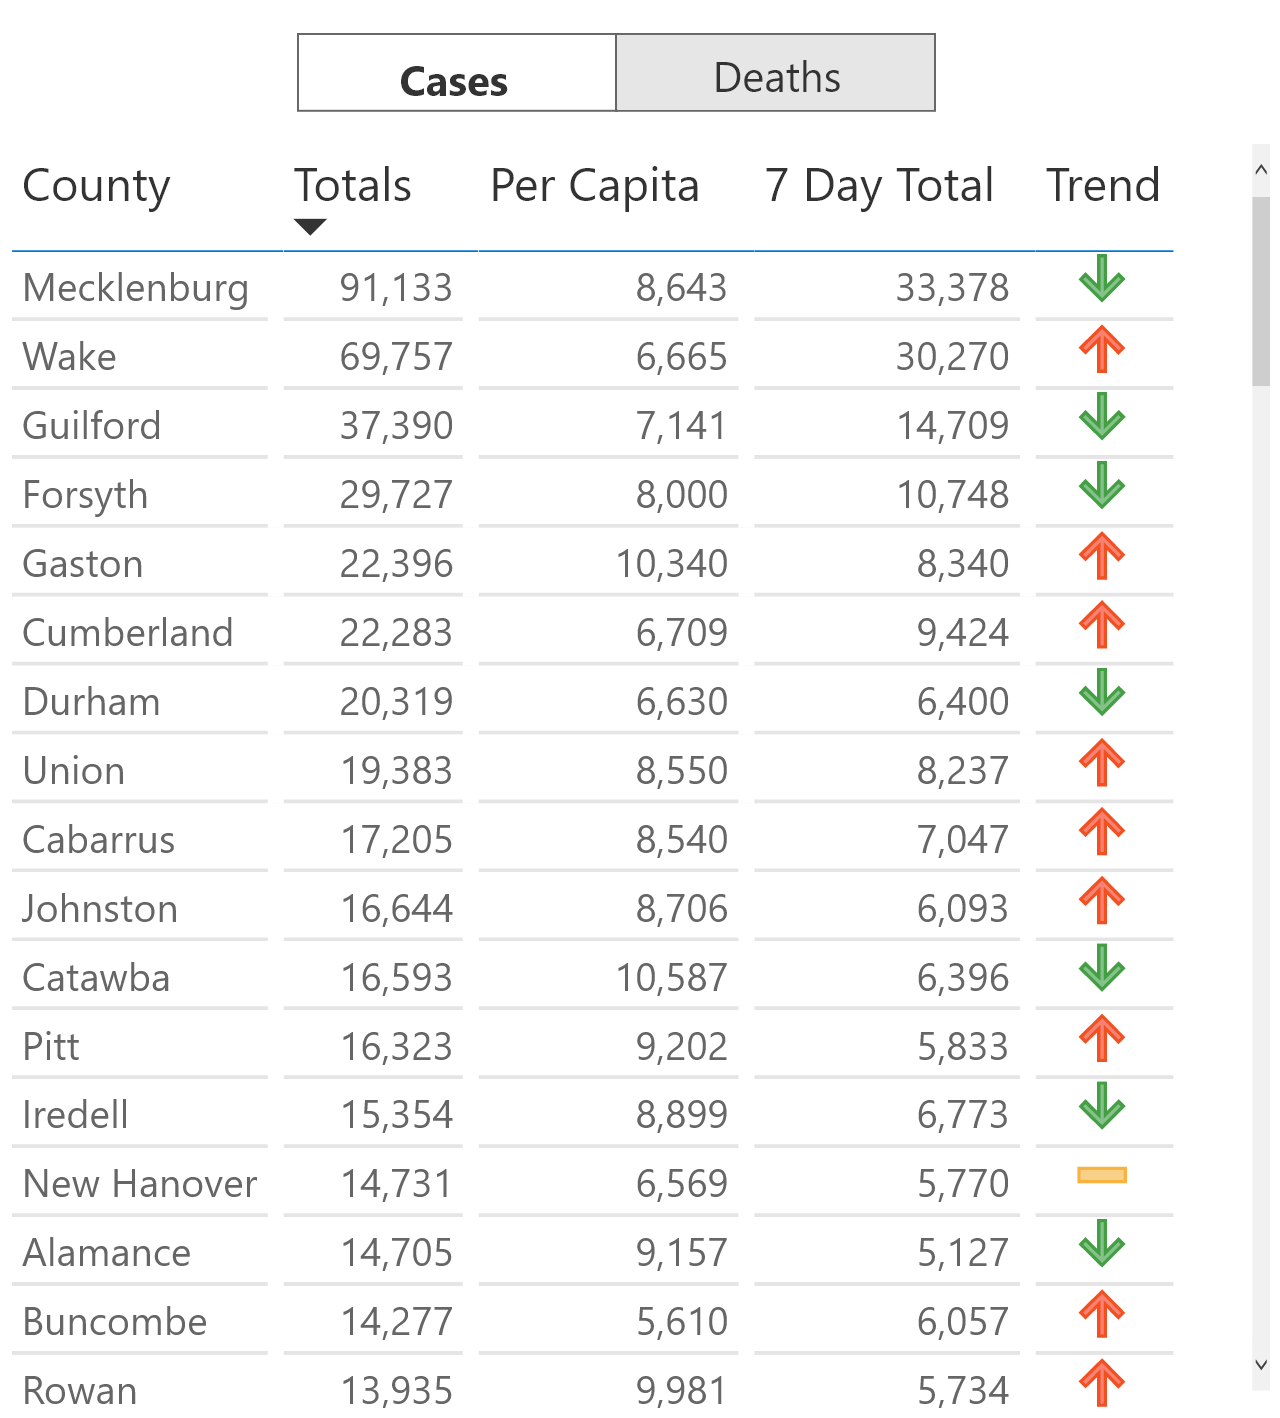 Cases Deaths
County Totals Per Capita 7 Day Total Trend
Mecklenburg 91,133 8,643 33,378
Wake 69,757 6,665 30,270
Guilford 37,390 7,141 14,709
Forsyth 29,727 8,000 10,748
Gaston 22,396 10,340 8,340
Cumberland 22,283 6,709 9,424
Durham 20,319 6,630 6,400
Union 19,383 8,550 8,237
Cabarrus 17,205 8,540 7,047
Johnston 16,644 8,706 6,093
Catawba 16,593 10,587 6,396
Pitt 16,323 9,202 5,833
Iredell 15,354 8,899 6,773
New Hanover 14,731 6,569 5,770
Alamance 14,705 9,157 5,127
Buncombe 14,277 5,610 6,057
Rowan 13,935 9,981 5,734